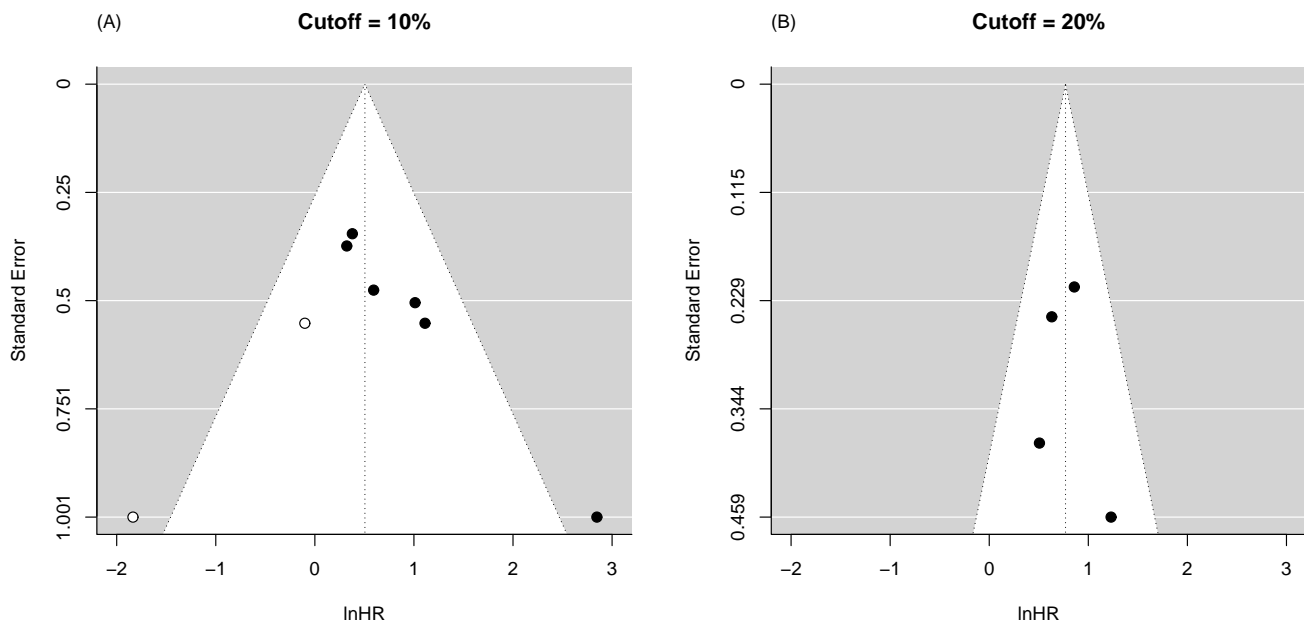 (A)
Cutoff = 10%
Standard Error
0
0.25
0.5
0.751
1.001
−2
−1
0
1
2
3
lnHR
(B)
Cutoff = 20%
Standard Error
0
0.115
0.229
0.344
0.459
−2
−1
0
1
2
3
lnHR